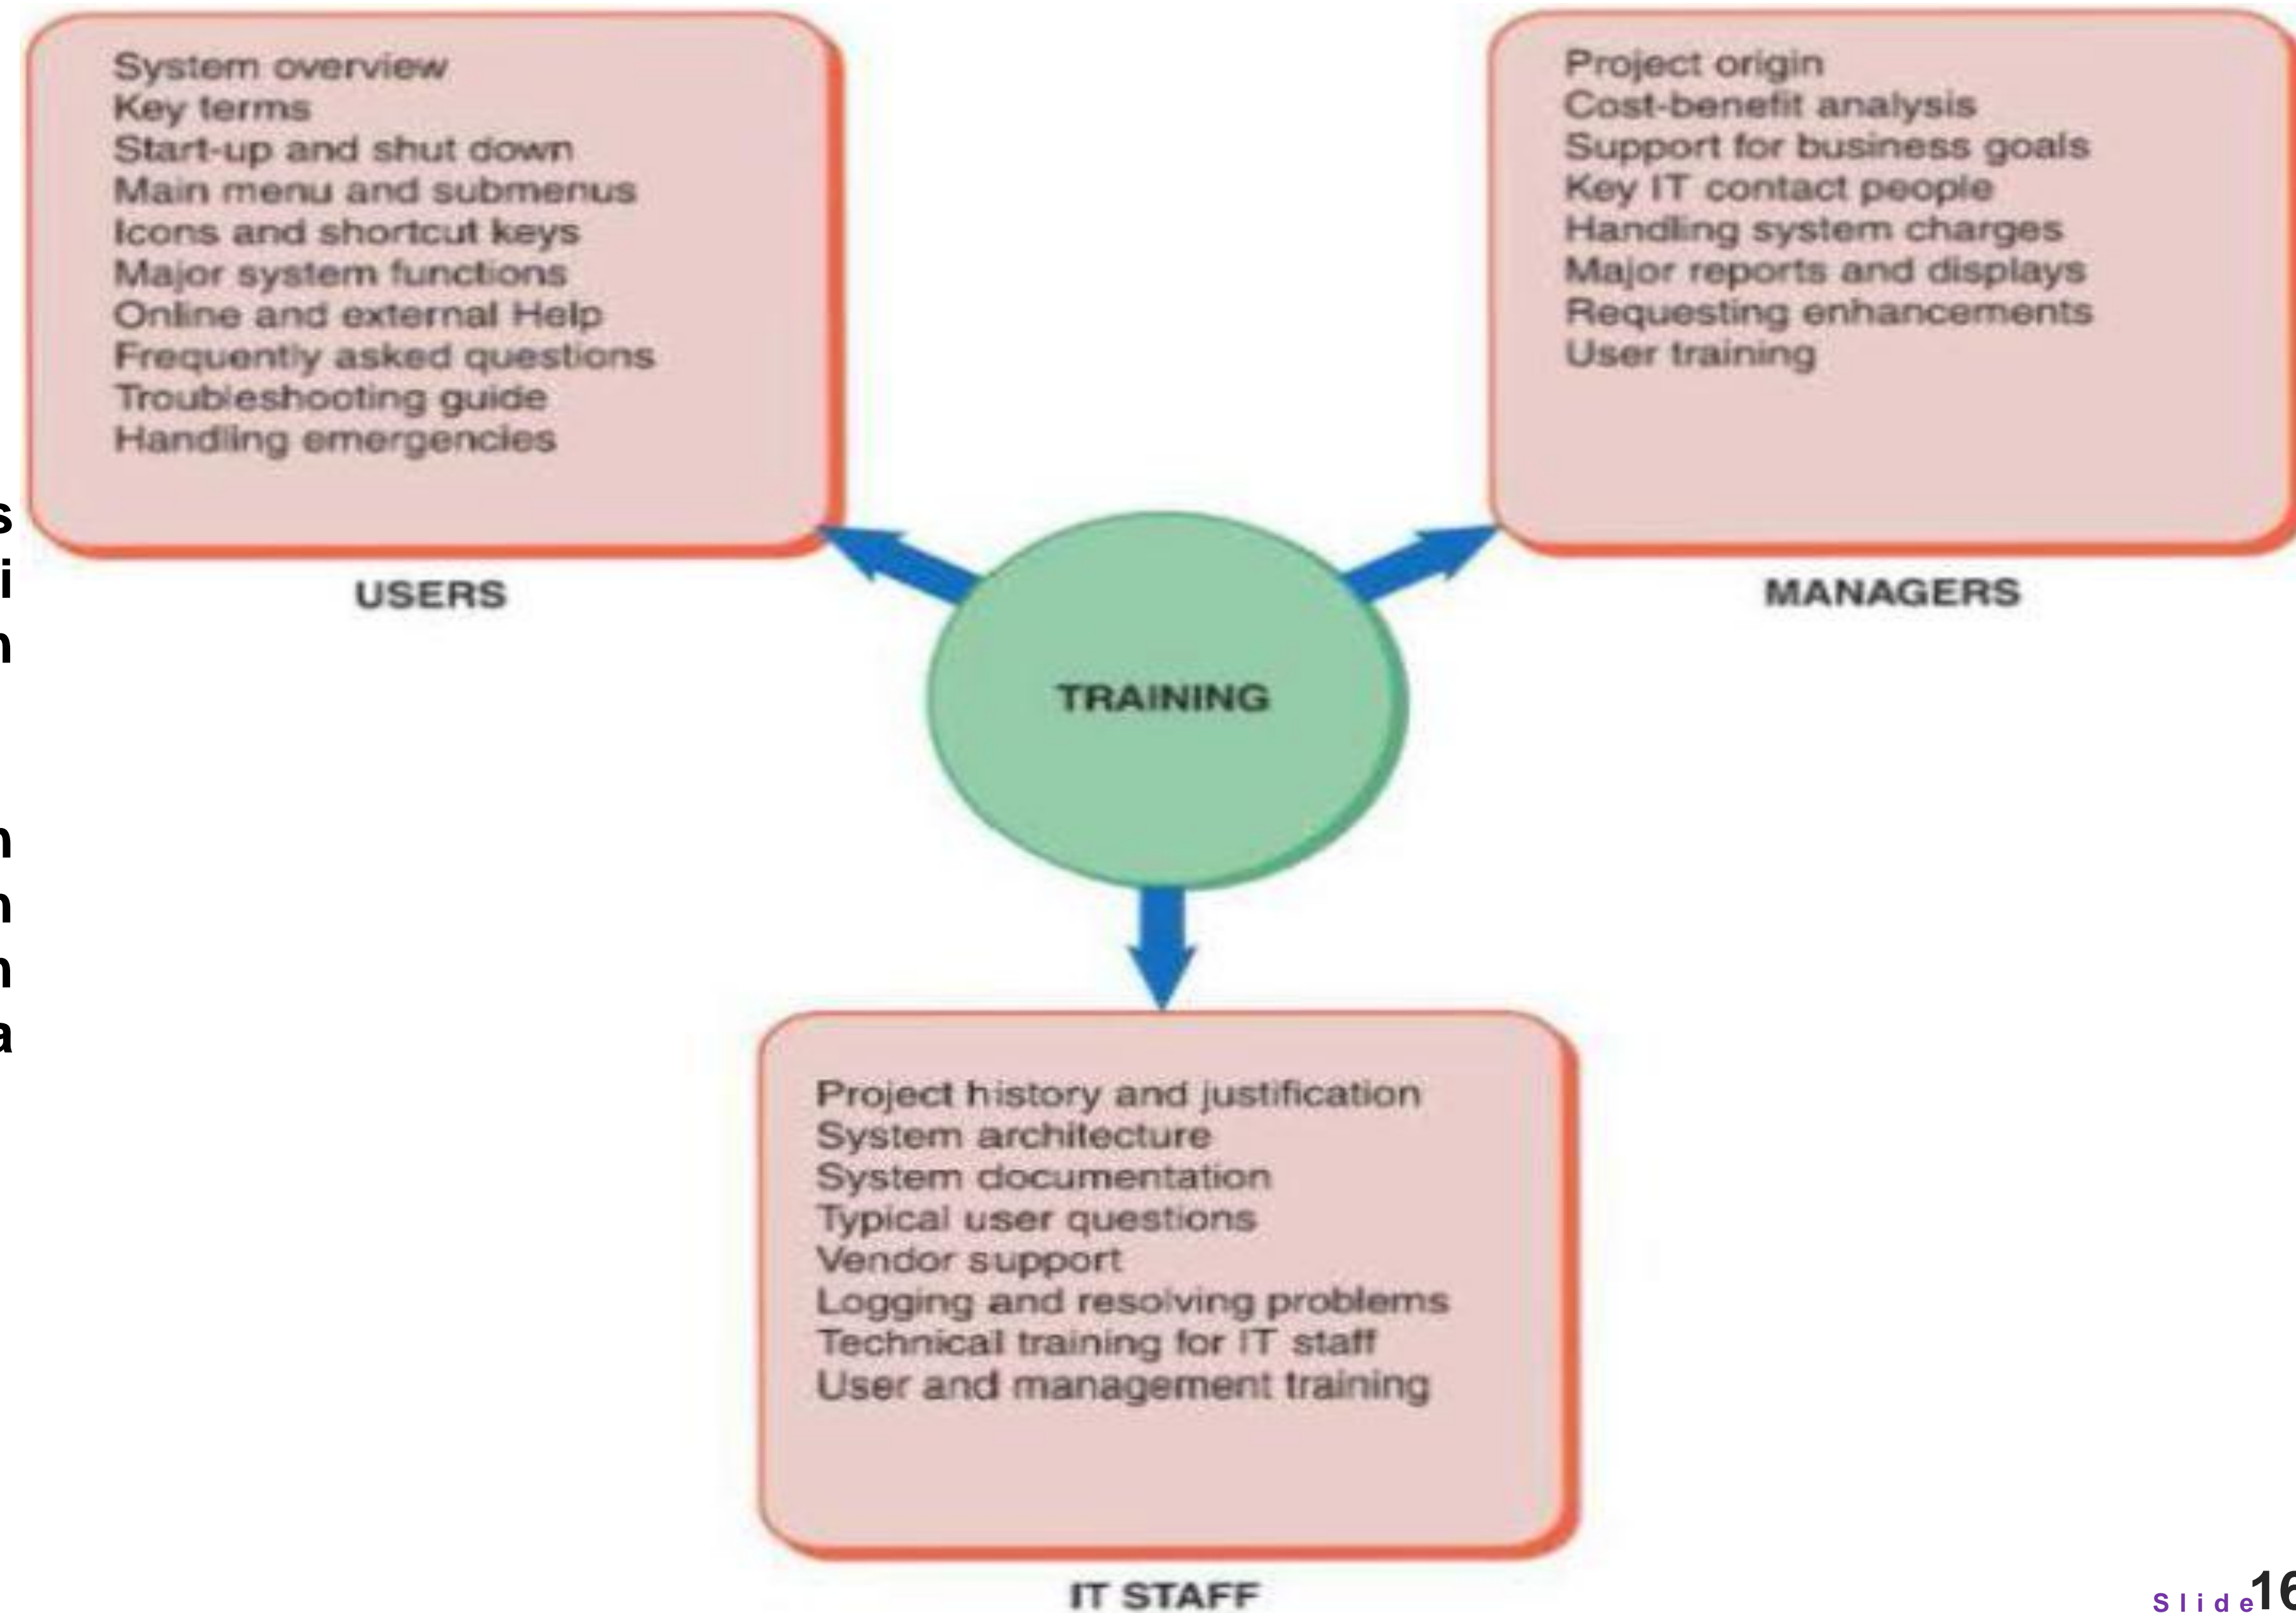 System overview
Key terms
Start-up and shut down
Main menu and submenus
Icons and shortcut keys
Major system functions
Online and external Help
Frequently asked questions
Troubleshooting guide
Handling emergencies
USERS
Project origin
Cost-benefit analysis
Support for business goals
Key IT contact people
Handling system charges
Major reports and displays
Requesting enhancements
User training
MANAGERS
TRAINING
Project history and justification
System architecture
System documentation
Typical user questions
Vendor support
Logging and resolving problems
Technical training for IT staff
User and management training
IT STAFF
s
i
n
n
n
n
a
Slide16